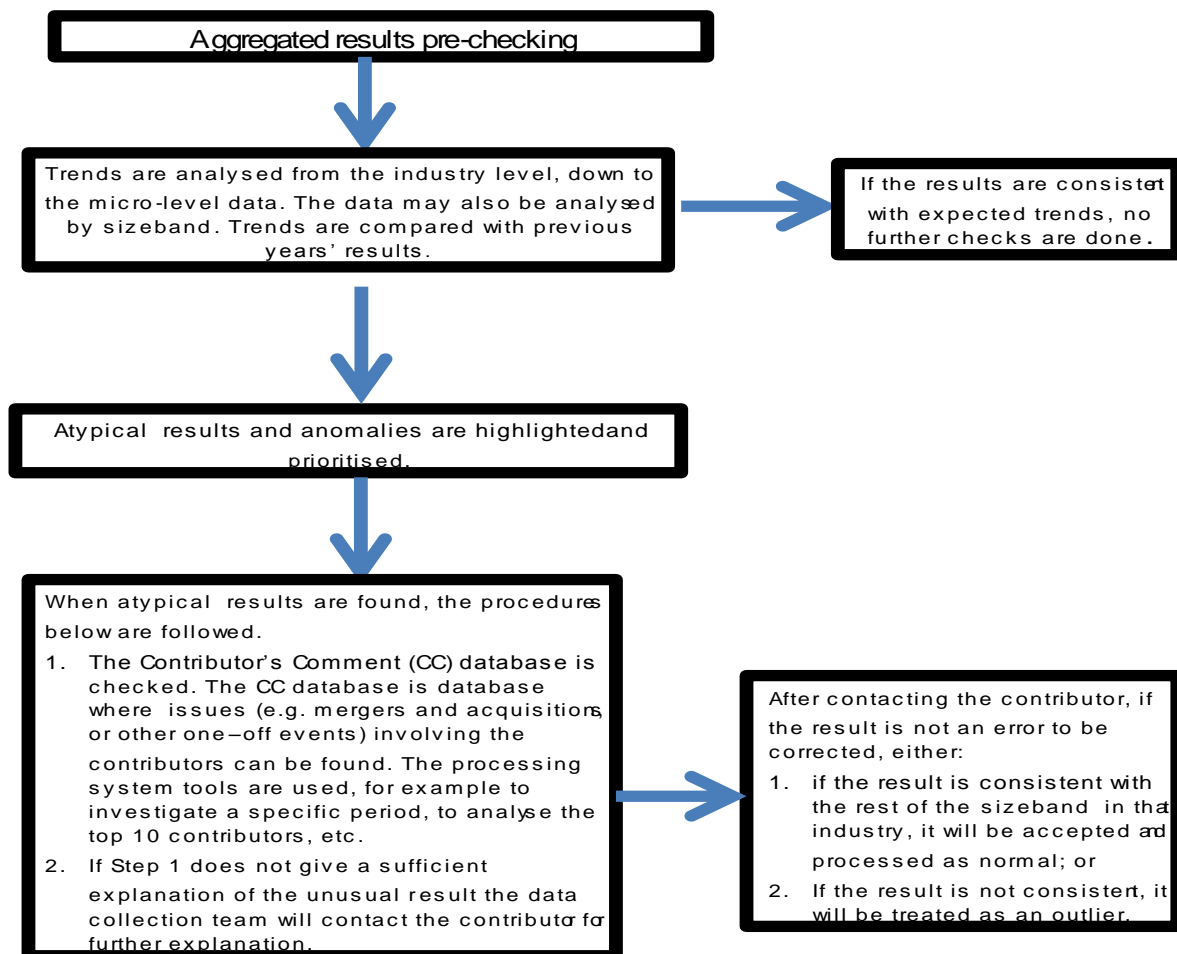 Aggregated results pre-checking
Trends are analysed from the industry level, down to
the micro-level data. The data may also be analysed
by sizeband. Trends are compared with previous
years’ results.
If the results are consistent
with expected trends, no
further checks are done.
Atypical results and anomalies are highlightedand
prioritised.
When atypical results are found, the procedures
below are followed.
1. The Contributor’s Comment (CC) database is
checked. The CC database is database
where issues (e.g. mergers and acquisitions,
or other one–off events) involving the
contributors can be found. The processing
system tools are used, for example to
investigate a specific period, to analyse the
top 10 contributors, etc.
2. If Step 1 does not give a sufficient
explanation of the unusual result the data
collection team will contact the contributor for
further explanation.
After contacting the contributor, if
the result is not an error to be
corrected, either:
1. if the result is consistent with
the rest of the sizeband in that
industry, it will be accepted and
processed as normal; or
2. If the result is not consistent, it
will be treated as an outlier.